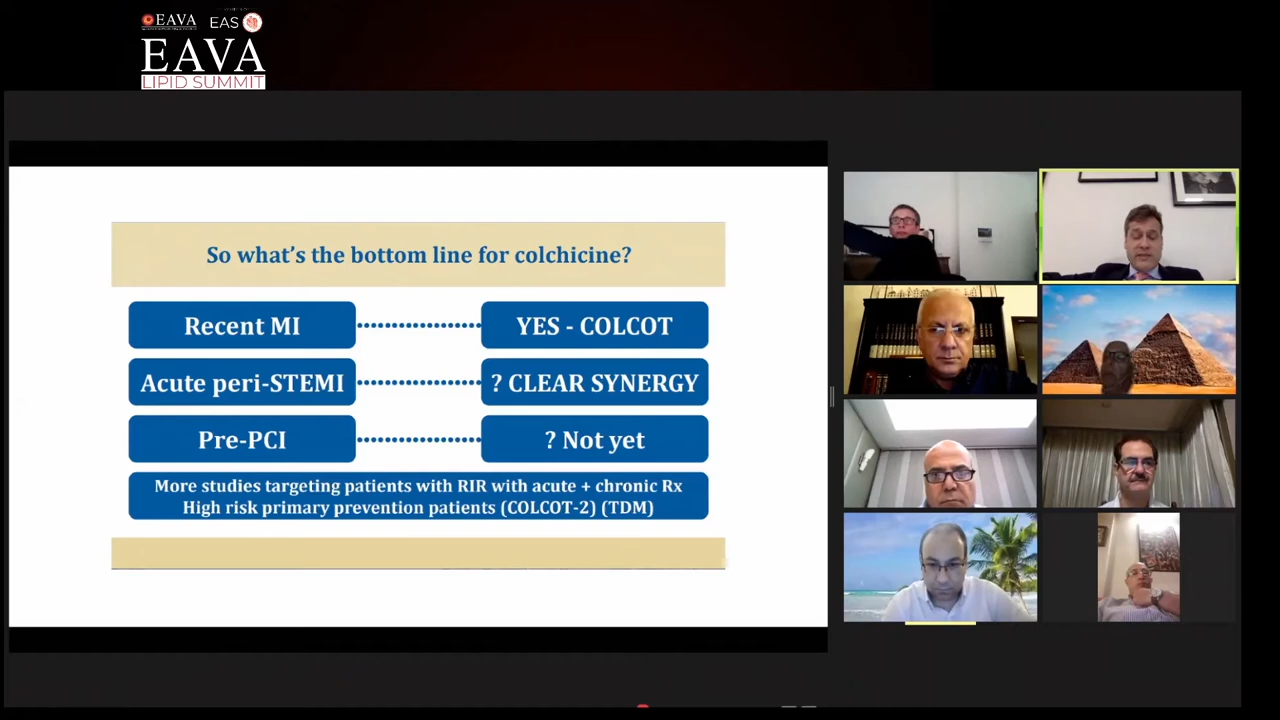 EAVA
EAS
EAVA
LIPID SUMMIT
So what's the bottom line for colchicine?
Recent MI
YES - COLCOT
Acute peri-STEMI
? CLEAR SYNERGY
Pre-PCI
? Not yet
More studies targeting patients with RIR with acute + chronic Rx
High risk primary prevention patients (COLCOT-2) (TDM)